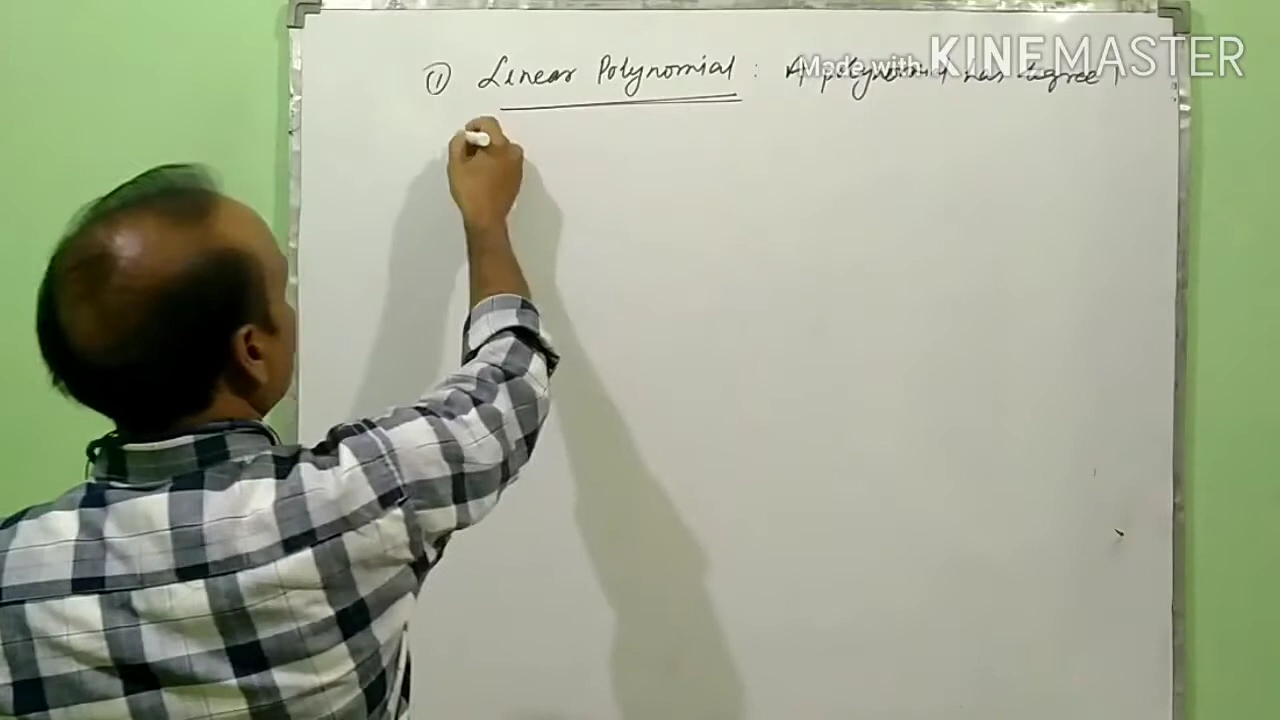 ① Linear Polynomial : A polynomial has degree 1
Made with KINEMASTER